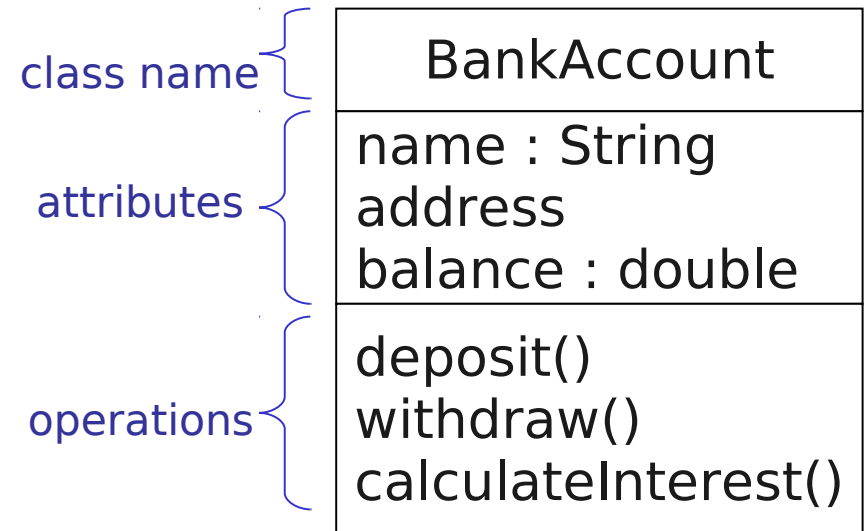 class name
BankAccount
attributes
name : String
address
balance : double
operations
deposit()
withdraw()
calculateInterest()